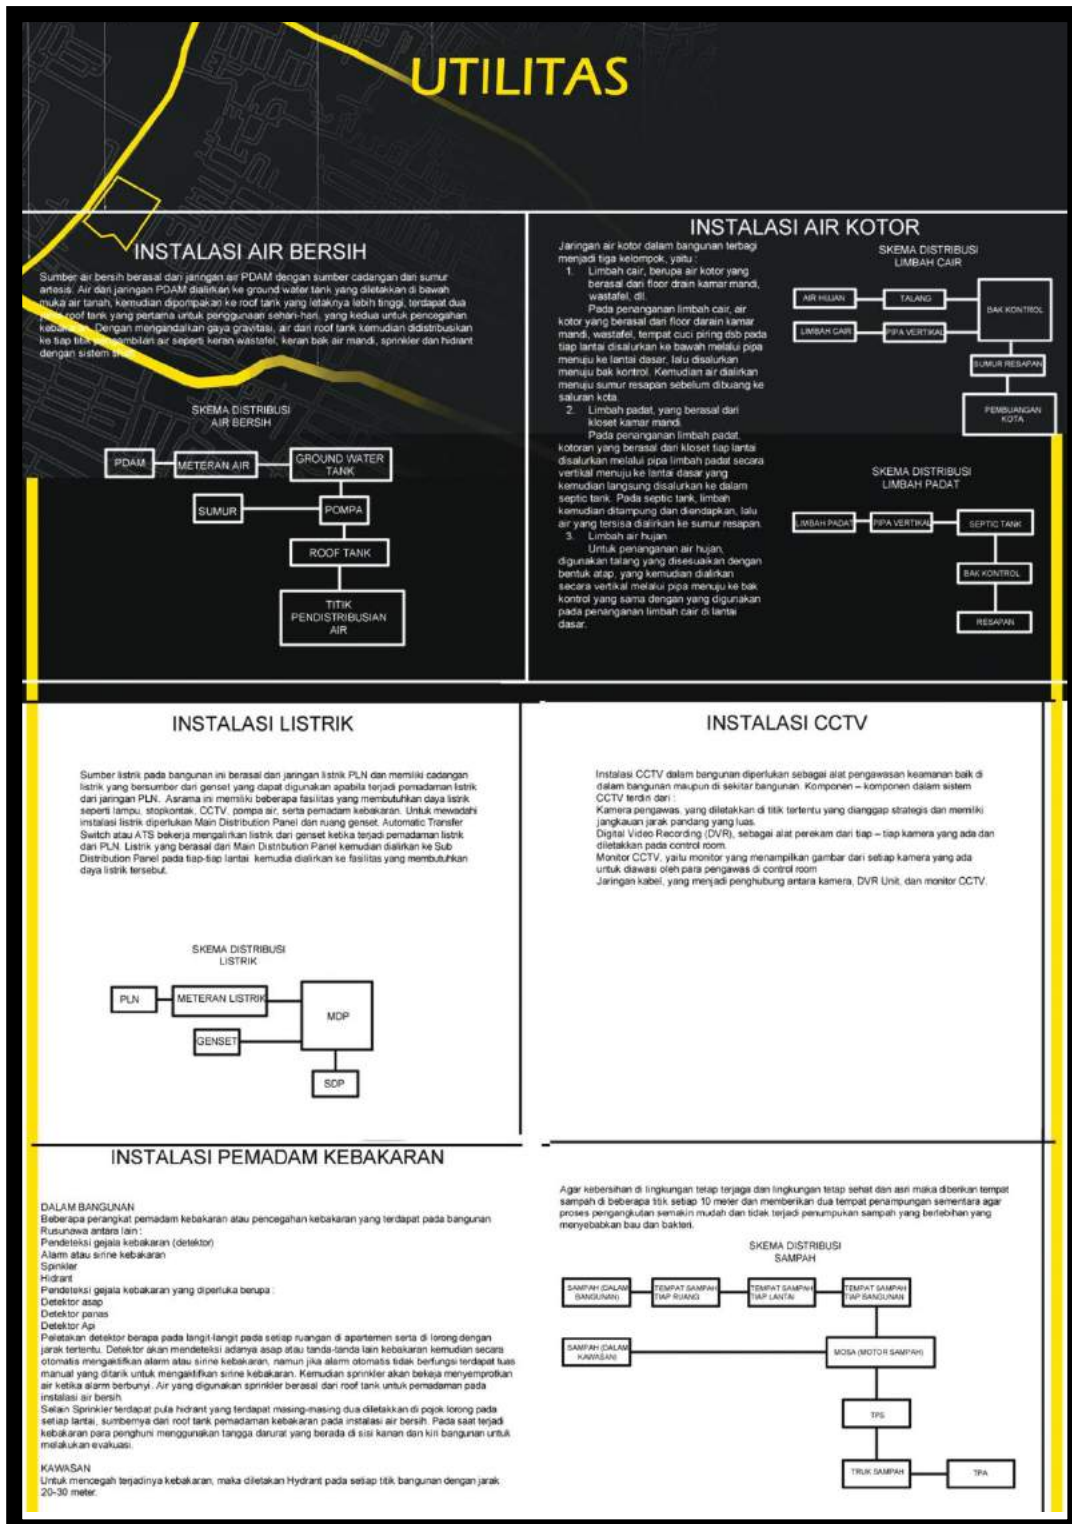 UTILITAS
INSTALASI AIR BERSIH
Sumber air bersih berasal dari jaringan air PDAM dengan sumber cadangan dari sumur
artesis. Air dari jaringan PDAM dialirkan ke ground water tank yang diletakkan di bawah
muka air tanah, kemudian dipompakan ke roof tank yang letaknya lebih tinggi, terdapat dua
roof tank yang pertama untuk penggunaan sehari-hari, yang kedua untuk pencegahan
kebakaran. Dengan mengandalkan gaya gravitasi, air dari roof tank kemudian didistribusikan
ke tiap titik pengambilan air seperti keran wastafel, keran bak air mandi, sprinkler dan hidrant
dengan sistem
SKEMA DISTRIBUSI
AIR BERSIH
PDAM
METERAN AIR
GROUND WATER
TANK
SUMUR
POMPA
ROOF TANK
TITIK
PENDISTRIBUSIAN
AIR
INSTALASI AIR KOTOR
Jaringan air kotor dalam bangunan terbagi
menjadi tiga kelompok, yaitu :
1. Limbah cair, berupa air kotor yang
berasal dari floor drain kamar mandi,
wastafel, dll.
Pada penanganan limbah cair, air
kotor yang berasal dari floor darain kamar
mandi, wastafel, tempat cuci piring dsb pada
tiap lantai disalurkan ke bawah melalui pipa
menuju ke lantai dasar, lalu disalurkan
menuju bak kontrol. Kemudian air dialirkan
menuju sumur resapan sebelum dibuang ke
saluran kota.
2. Limbah padat, yang berasal dari
kloset kamar mandi
Pada penanganan limbah padat,
kotoran yang berasal dari kloset tiap lantai
disalurkan melalui pipa limbah padat secara
vertikal menuju ke lantai dasar yang
kemudian langsung disalurkan ke dalam
septic tank. Pada septic tank, limbah
kemudian ditampung dan diendapkan, lalu
air yang tersisa dialirkan ke sumur resapan.
3. Limbah air hujan
Untuk penanganan air hujan,
digunakan talang yang disesuaikan dengan
bentuk atap, yang kemudian dialirkan
secara vertikal melalui pipa menuju ke bak
kontrol yang sama dengan yang digunakan
pada penanganan limbah cair di lantai
dasar.
SKEMA DISTRIBUSI
LIMBAH CAIR
AIR HUJAN
TALANG
BAK KONTROL
LIMBAH CAIR
PIPA VERTIKAL
SUMUR RESAPAN
PEMBUANGAN
KOTA
SKEMA DISTRIBUSI
LIMBAH PADAT
LIMBAH PADAT
PIPA VERTIKAL
SEPTIC TANK
BAK KONTROL
RESAPAN
INSTALASI LISTRIK
Sumber listrik pada bangunan ini berasal dari jaringan listrik PLN dan memiliki cadangan
listrik yang bersumber dari genset yang dapat digunakan apabila terjadi pemadaman listrik
dari jaringan PLN. Asrama ini memiliki beberapa fasilitas yang membutuhkan daya listrik
seperti lampu, stopkontak, CCTV, pompa air, serta pemadam kebakaran. Untuk mewadahi
instalasi listrik diperlukan Main Distribution Panel dan ruang genset. Automatic Transfer
Switch atau ATS bekerja mengalirkan listrik dari genset ketika terjadi pemadaman listrik
dari PLN. Listrik yang berasal dari Main Distribution Panel kemudian dialirkan ke Sub
Distribution Panel pada tiap-tiap lantai kemudia dialirkan ke fasilitas yang membutuhkan
daya listrik tersebut.
SKEMA DISTRIBUSI
LISTRIK
PLN
METERAN LISTRIK
MDP
GENSET
SDP
INSTALASI CCTV
Instalasi CCTV dalam bangunan diperlukan sebagai alat pengawasan keamanan baik di
dalam bangunan maupun di sekitar bangunan. Komponen – komponen dalam sistem
CCTV terdiri dari :
Kamera pengawas, yang diletakkan di titik tertentu yang dianggap strategis dan memiliki
jangkauan jarak pandang yang luas.
Digital Video Recording (DVR), sebagai alat perekam dari tiap – tiap kamera yang ada dan
diletakkan pada control room.
Monitor CCTV, yaitu monitor yang menampilkan gambar dari setiap kamera yang ada
untuk diawasi oleh para pengawas di control room
Jaringan kabel, yang menjadi penghubung antara kamera, DVR Unit, dan monitor CCTV.
INSTALASI PEMADAM KEBAKARAN
DALAM BANGUNAN
Beberapa perangkat pemadam kebakaran atau pencegahan kebakaran yang terdapat pada bangunan
Rusunawa antara lain :
Pendeteksi gejala kebakaran (detektor)
Alarm atau sirine kebakaran
Spinkler
Hidrant
Pendeteksi gejala kebakaran yang diperluka berupa :
Detektor asap
Detektor panas
Detektor Api
Peletakan detektor berapa pada langit-langit pada setiap ruangan di apartemen serta di lorong dengan
jarak tertentu. Detektor akan mendeteksi adanya asap atau tanda-tanda lain kebakaran kemudian secara
otomatis mengaktifkan alarm atau sirine kebakaran, namun jika alarm otomatis tidak berfungsi terdapat tuas
manual yang ditarik untuk mengaktifkan sirine kebakaran. Kemudian sprinkler akan bekeja menyemprotkan
air ketika alarm berbunyi. Air yang digunakan sprinkler berasal dari roof tank untuk pemadaman pada
instalasi air bersih.
Selain Sprinkler terdapat pula hidrant yang terdapat masing-masing dua diletakkan di pojok lorong pada
setiap lantai, sumbernya dari roof tank pemadaman kebakaran pada instalasi air bersih. Pada saat terjadi
kebakaran para penghuni menggunakan tangga darurat yang berada di sisi kanan dan kiri bangunan untuk
melakukan evakuasi.
KAWASAN
Untuk mencegah terjadinya kebakaran, maka diletakan Hydrant pada setiap titik bangunan dengan jarak
20-30 meter.
Agar kebersihan di lingkungan tetap terjaga dan lingkungan tetap sehat dan asri maka diberikan tempat
sampah di beberapa titik setiap 10 meter dan memberikan dua tempat penampungan sementara agar
proses pengangkutan semakin mudah dan tidak terjadi penumpukan sampah yang berlebihan yang
menyebabkan bau dan bakteri.
SKEMA DISTRIBUSI
SAMPAH
SAMPAH (DALAM
BANGUNAN)
TEMPAT SAMPAH
TIAP RUANG
TEMPAT SAMPAH
TIAP LANTAI
TEMPAT SAMPAH
TIAP BANGUNAN
SAMPAH (DALAM
KAWASAN)
MOSA (MOTOR SAMPAH)
TPS
TRUK SAMPAH
TPA